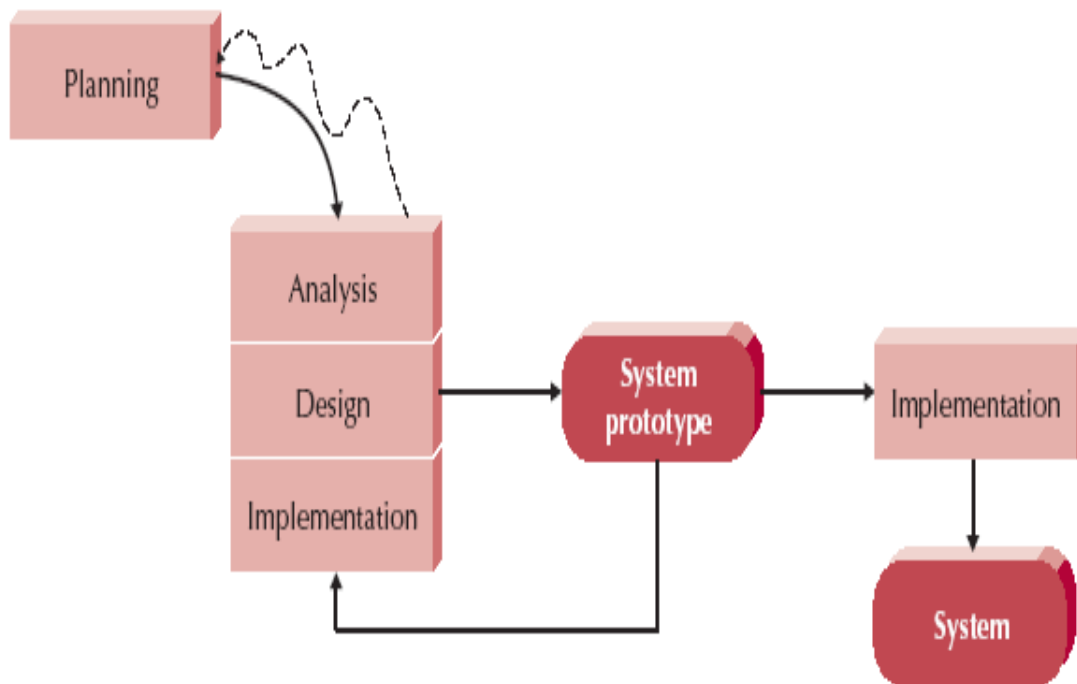 Planning
Analysis
Design
Implementation
System
prototype
Implementation
System